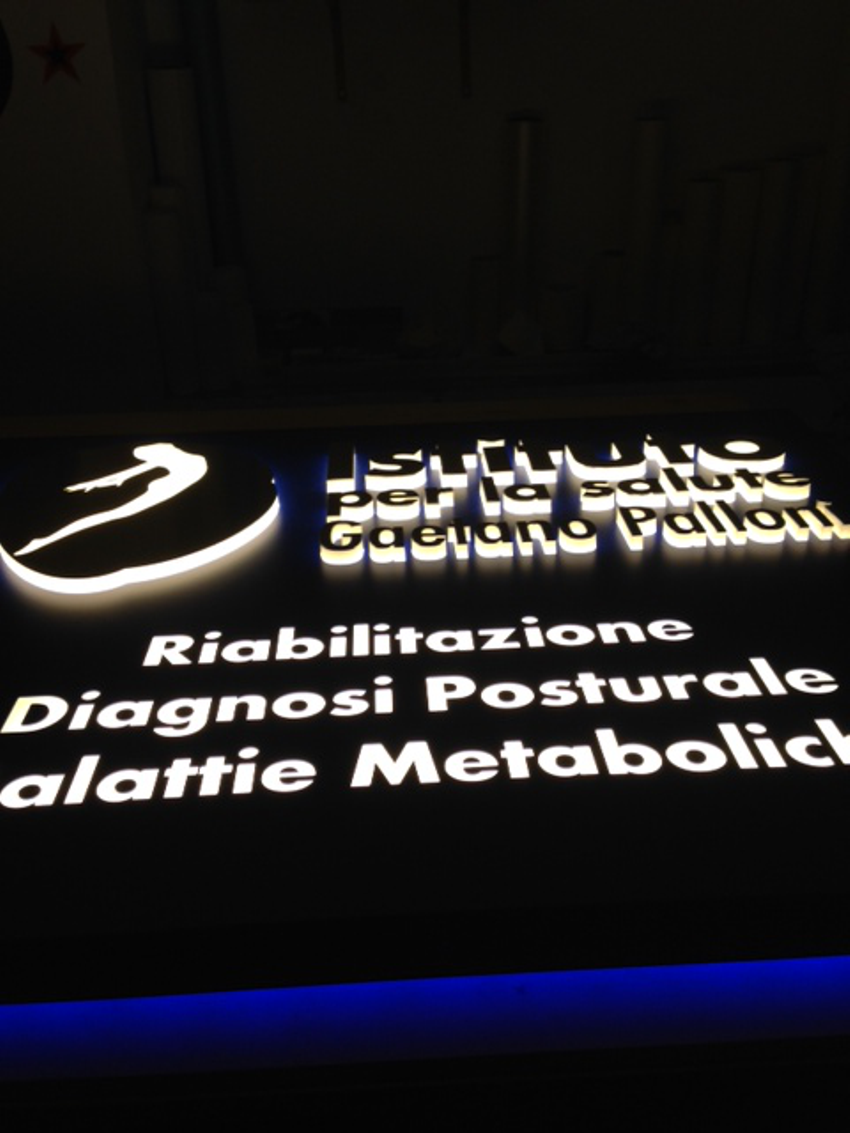 Istituto
per la salute
Gaetano Palloni
Riabilitazione
Diagnosi Posturale
alattie Metabolich